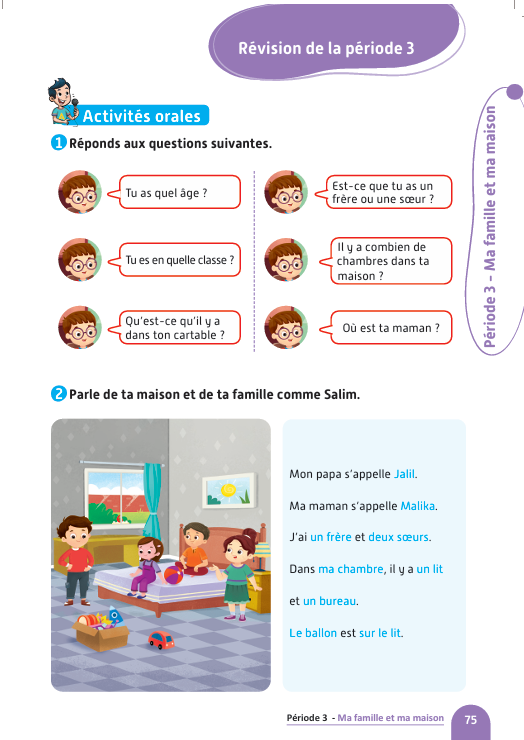 Révision de la période 3
Période 3 - Ma famille et ma maison
Activités orales
1 Réponds aux questions suivantes.
Tu as quel âge ?
Tu es en quelle classe ?
Qu'est-ce qu'il y a
dans ton cartable ?
Est-ce que tu as un
frère ou une sœur ?
Il y a combien de
chambres dans ta
maison ?
Où est ta maman ?
2 Parle de ta maison et de ta famille comme Salim.
Mon papa s'appelle Jalil.
Ma maman s'appelle Malika.
J'ai un frère et deux sœurs.
Dans ma chambre, il y a un lit
et un bureau.
Le ballon est sur le lit.
Période 3 - Ma famille et ma maison
75